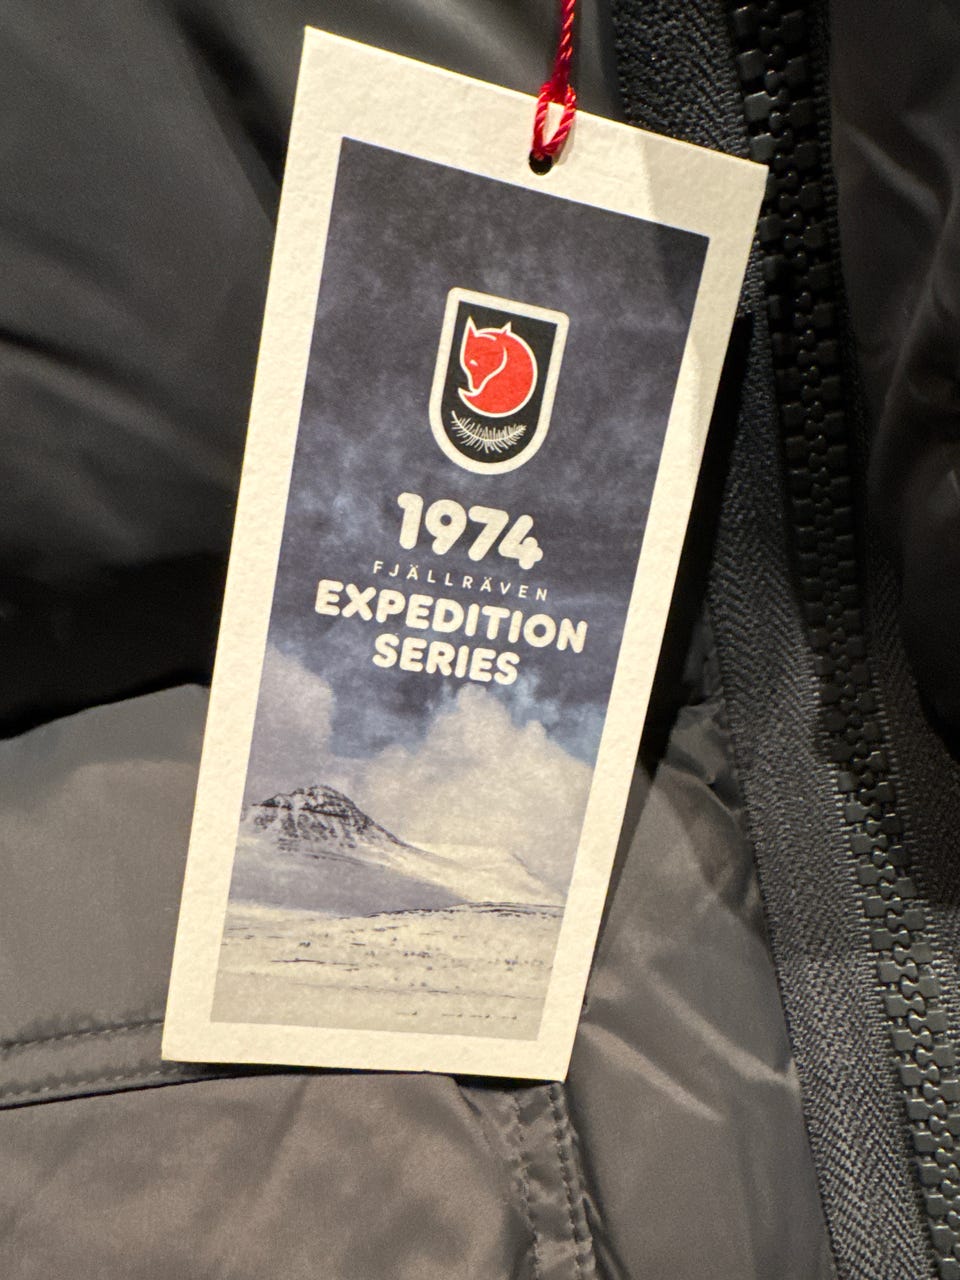 1974
FJÄLLRÄVEN
EXPEDITION
SERIES